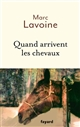 Marc
Lavoine
Quand arrivent
les chevaux
fayard